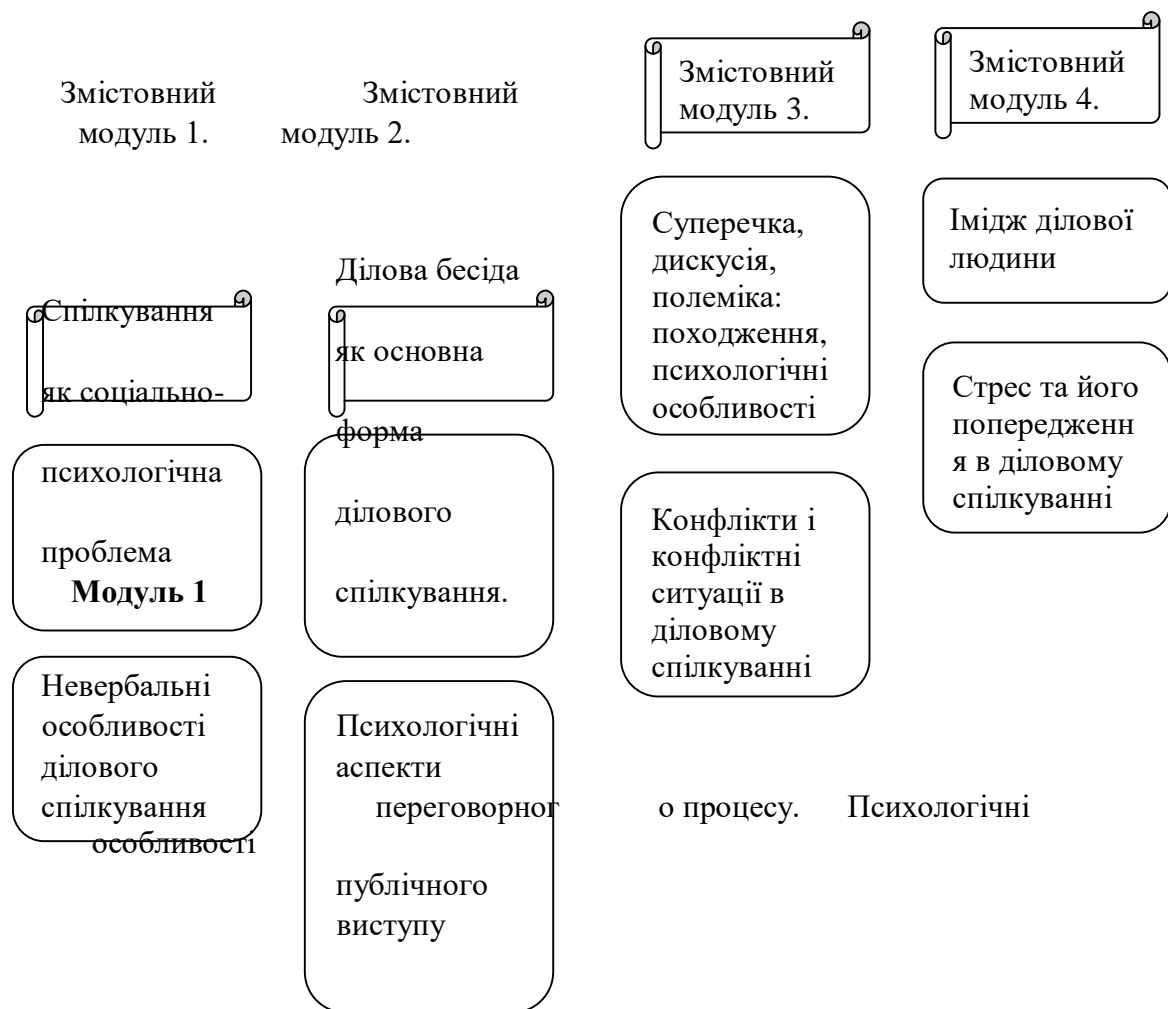 Змістовний
модуль 1.
Спілкування
як соціально-
психологічна
проблема
Модуль 1
Невербальні
особливості
ділового
спілкування
особливості
Змістовний
модуль 2.
Ділова бесіда
як основна
форма
ділового
спілкування.
Психологічні
аспекти
переговорног о процесу. Психологічні
публічного
виступу
Змістовний
модуль 3.
Суперечка,
дискусія,
полеміка:
походження,
психологічні
особливості
Конфлікти і
конфліктні
ситуації в
діловому
спілкуванні
Змістовний
модуль 4.
Імідж ділової
людини
Стрес та його
попередженн
я в діловому
спілкуванні